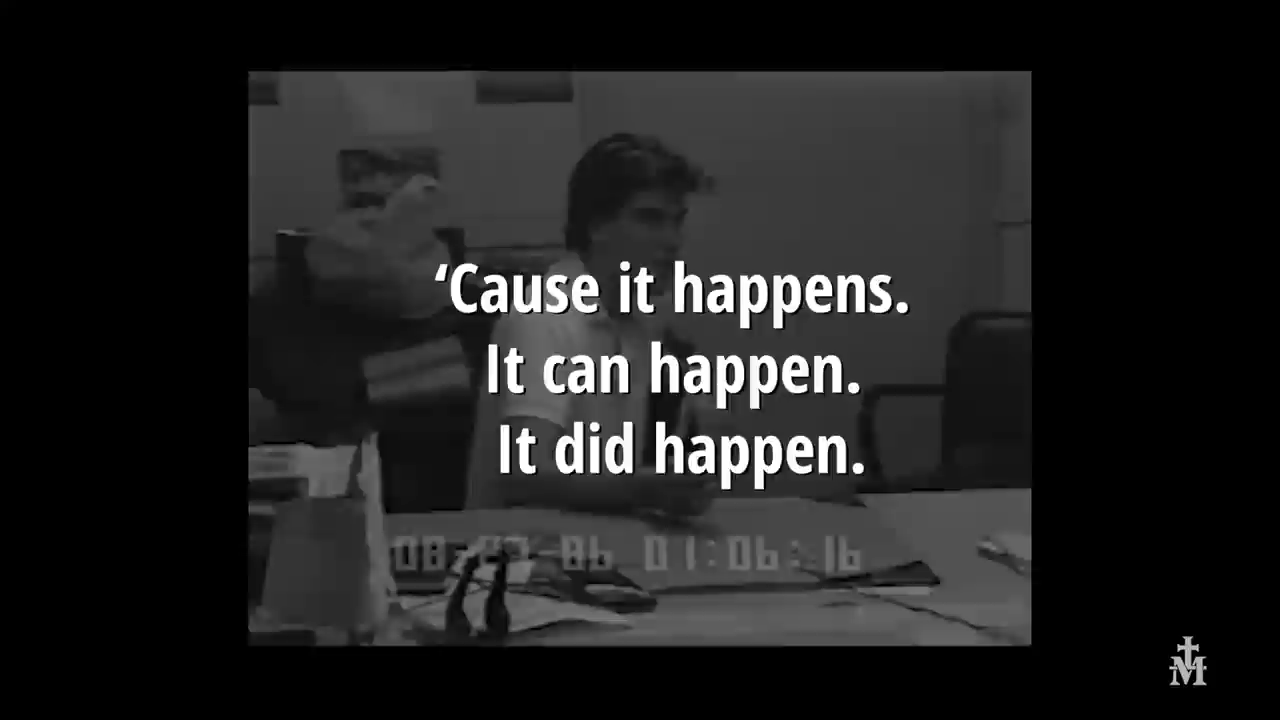 ‘Cause it happens.
It can happen.
It did happen.
01:06:16